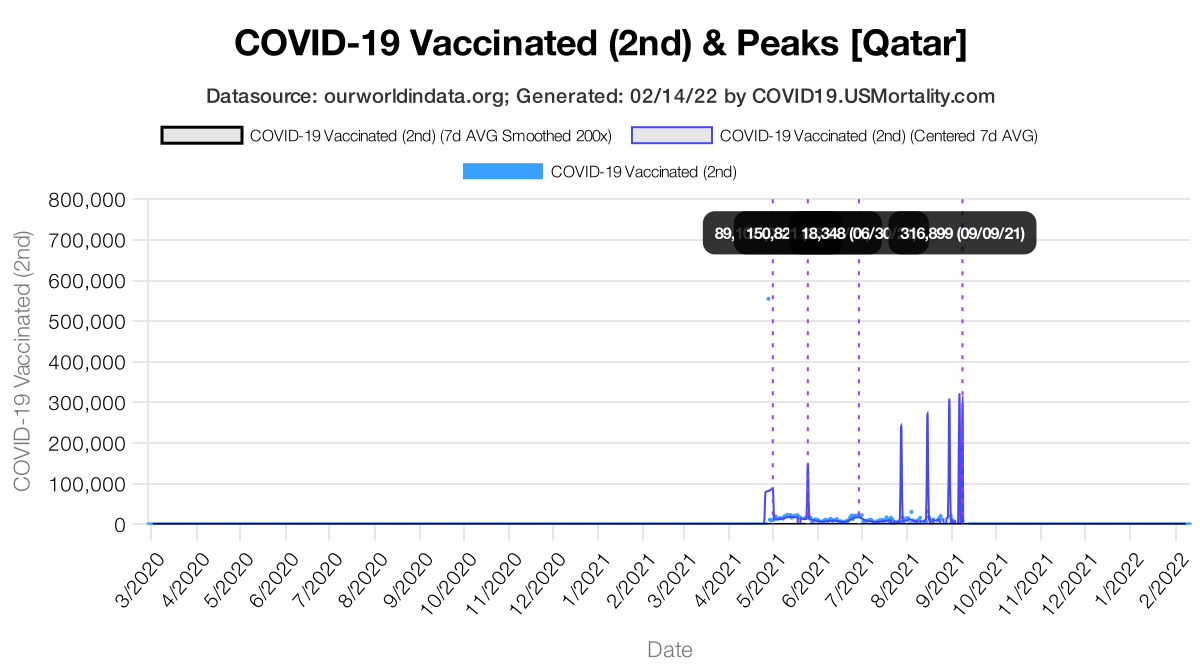 COVID-19 Vaccinated (2nd) & Peaks [Qatar]
Datasource: ourworldindata.org; Generated: 02/14/22 by COVID19.USMortality.com
COVID-19 Vaccinated (2nd) (7d AVG Smoothed 200x) COVID-19 Vaccinated (2nd) (Centered 7d AVG)
COVID-19 Vaccinated (2nd)
COVID-19 Vaccinated (2nd)
800,000
700,000
600,000
500,000
400,000
300,000
200,000
100,000
0
150,82 18,348 (06/30 316,899 (09/09/21)
3/2020 4/2020 5/2020 6/2020 7/2020 8/2020 9/2020 10/2020 11/2020 12/2020 1/2021 2/2021 3/2021 4/2021 5/2021 6/2021 7/2021 8/2021 9/2021 10/2021 11/2021 12/2021 1/2022 2/2022
Date